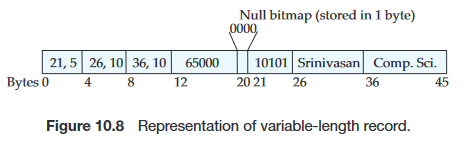 Null bitmap (stored in 1 byte)
0000
21, 5 26, 10 36, 10 65000 10101 Srinivasan Comp. Sci.
Bytes 0 4 8 12 20 21 26 36 45
Figure 10.8 Representation of variable-length record.